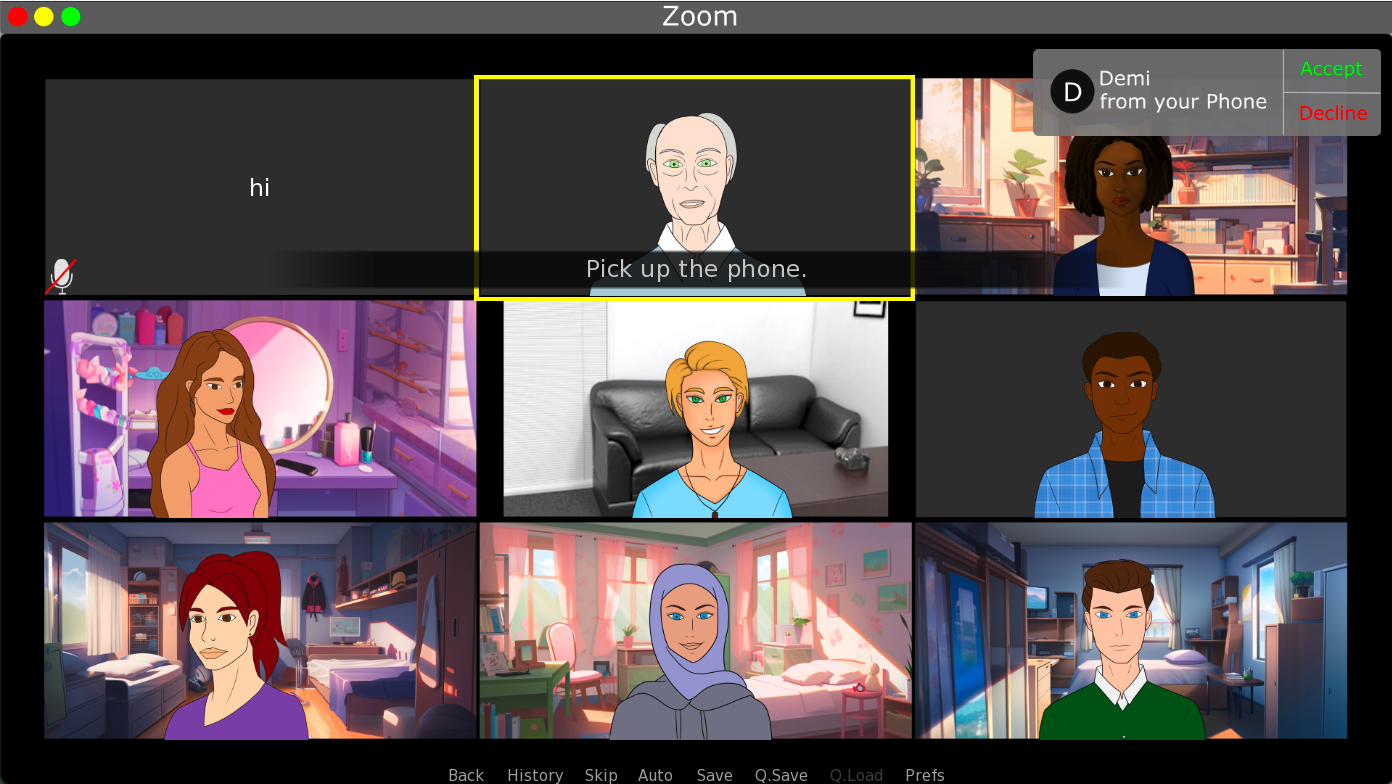 Zoom
D
Demi
from your Phone
Accept
Decline
hi
Pick up the phone.
Back History Skip Auto Save Q.Save Q.Load Prefs